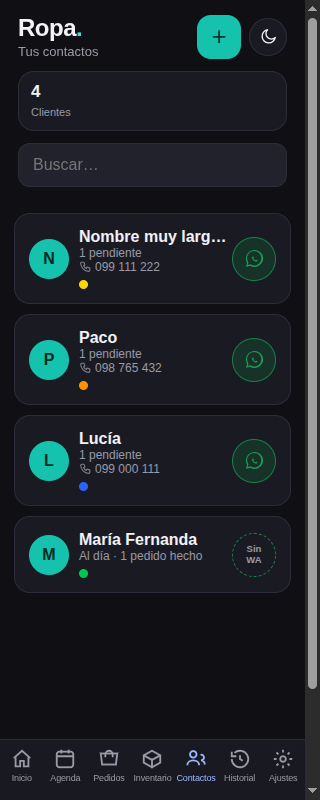 Ropa.
Tus contactos
4
Clientes
Buscar…
N
Nombre muy larg…
1 pendiente
099 111 222
P
Paco
1 pendiente
098 765 432
L
Lucía
1 pendiente
099 000 111
M
María Fernanda
Al día · 1 pedido hecho
Sin
WA
Inicio
Agenda
Pedidos
Inventario
Contactos
Historial
Ajustes